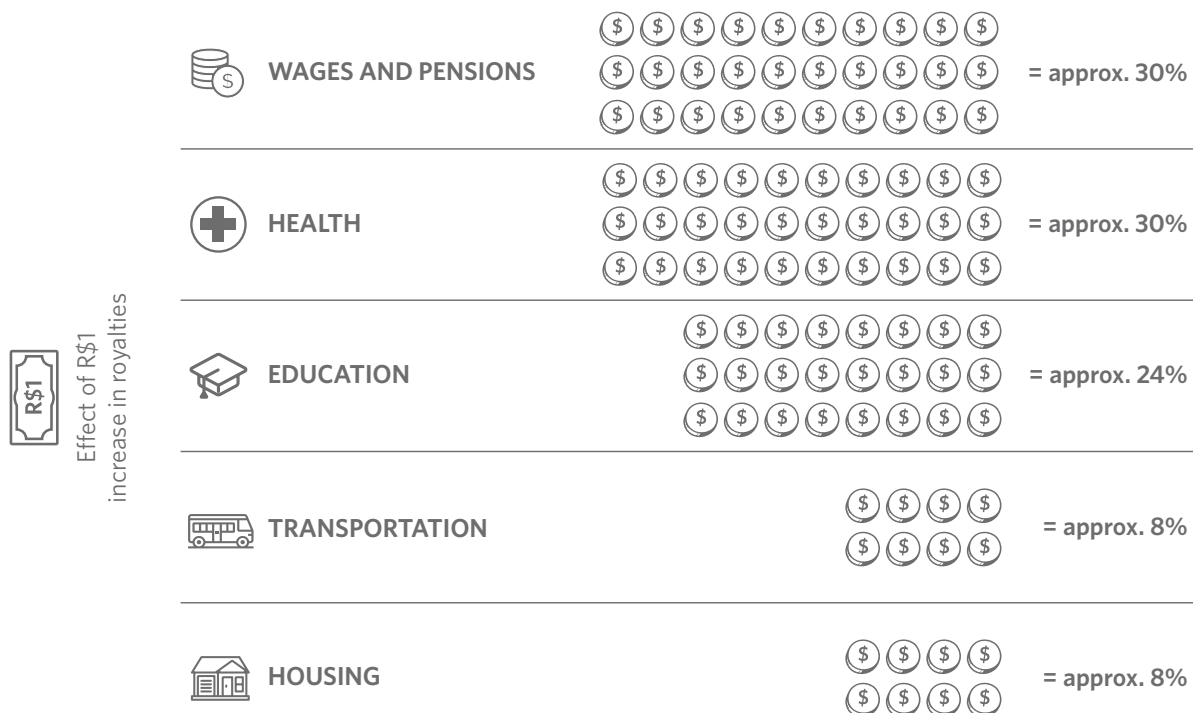 WAGES AND PENSIONS
$ $ $ $ $ $ $ $ $ $
$ $ $ $ $ $ $ $ $ $
$ $ $ $ $ $ $ $ $ $
= approx. 30%
HEALTH
$ $ $ $ $ $ $ $ $ $
$ $ $ $ $ $ $ $ $ $
$ $ $ $ $ $ $ $ $ $
= approx. 30%
R$1
Effect of R$1
increase in royalties
EDUCATION
$ $ $ $ $ $ $ $
$ $ $ $ $ $ $ $
$ $ $ $ $ $ $ $
= approx. 24%
TRANSPORTATION
$ $ $ $
$ $ $ $
= approx. 8%
HOUSING
$ $ $ $
$ $ $ $
= approx. 8%